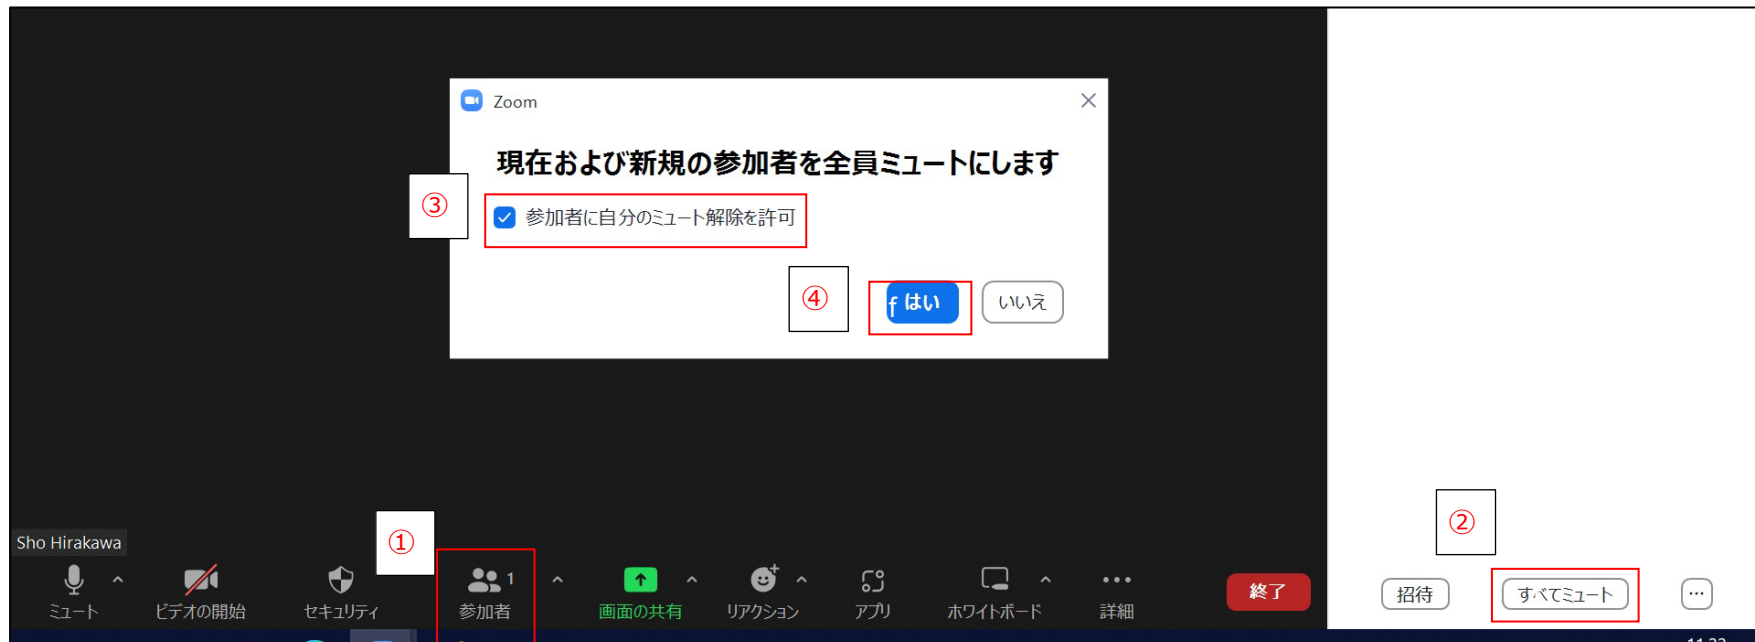 Zoom
現在および新規の参加者を全員ミュートにします
③
参加者に自分のミュート解除を許可
④
f はい
いいえ
②
Sho Hirakawa
①
1
ミュート
ビデオの開始
セキュリティ
参加者
画面の共有
リアクション
アプリ
ホワイトボード
詳細
終了
招待
すべてミュート